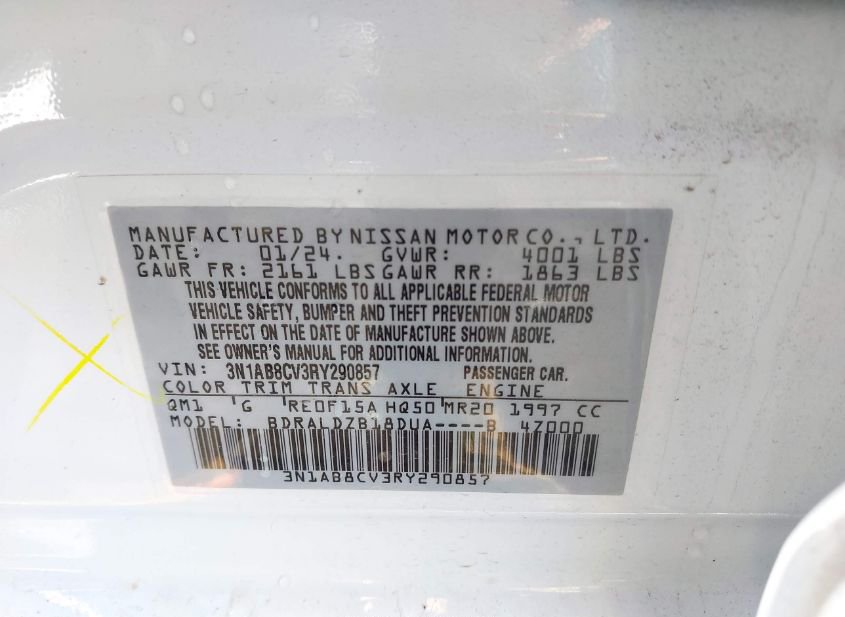 MANUFACTURED BY NISSAN MOTOR CO., LTD.
DATE: 01/24. GVWR: 4001 LBS
GAWR FR: 2161 LBS GAWR RR: 1863 LBS
THIS VEHICLE CONFORMS TO ALL APPLICABLE FEDERAL MOTOR
VEHICLE SAFETY, BUMPER AND THEFT PREVENTION STANDARDS
IN EFFECT ON THE DATE OF MANUFACTURE SHOWN ABOVE.
SEE OWNER'S MANUAL FOR ADDITIONAL INFORMATION.
VIN: 3N1AB8CV3RY290857 PASSENGER CAR.
COLOR TRIM TRANS AXLE ENGINE
QM1 G RE0F15A HQ50 MR20 1997 CC
MODEL: BDRALDZB18DUA----B 4Z000
3N1AB8CV3RY290857